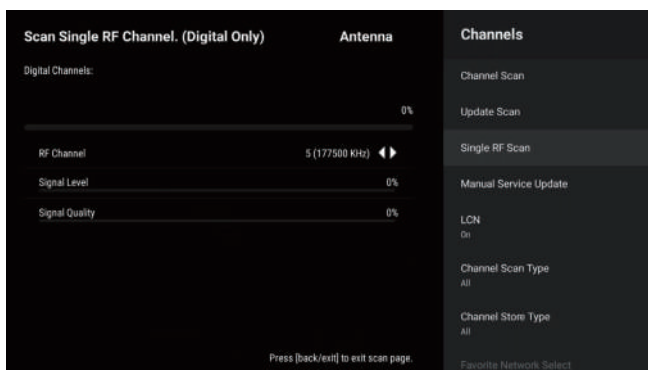 Scan Single RF Channel. (Digital Only) Antenna
Digital Channels:
0%
RF Channel 5 (177500 KHz)
Signal Level 0%
Signal Quality 0%
Press [back/exit] to exit scan page.
Channels
Channel Scan
Update Scan
Single RF Scan
Manual Service Update
LCN
On
Channel Scan Type
All
Channel Store Type
All
Favorite Network Select